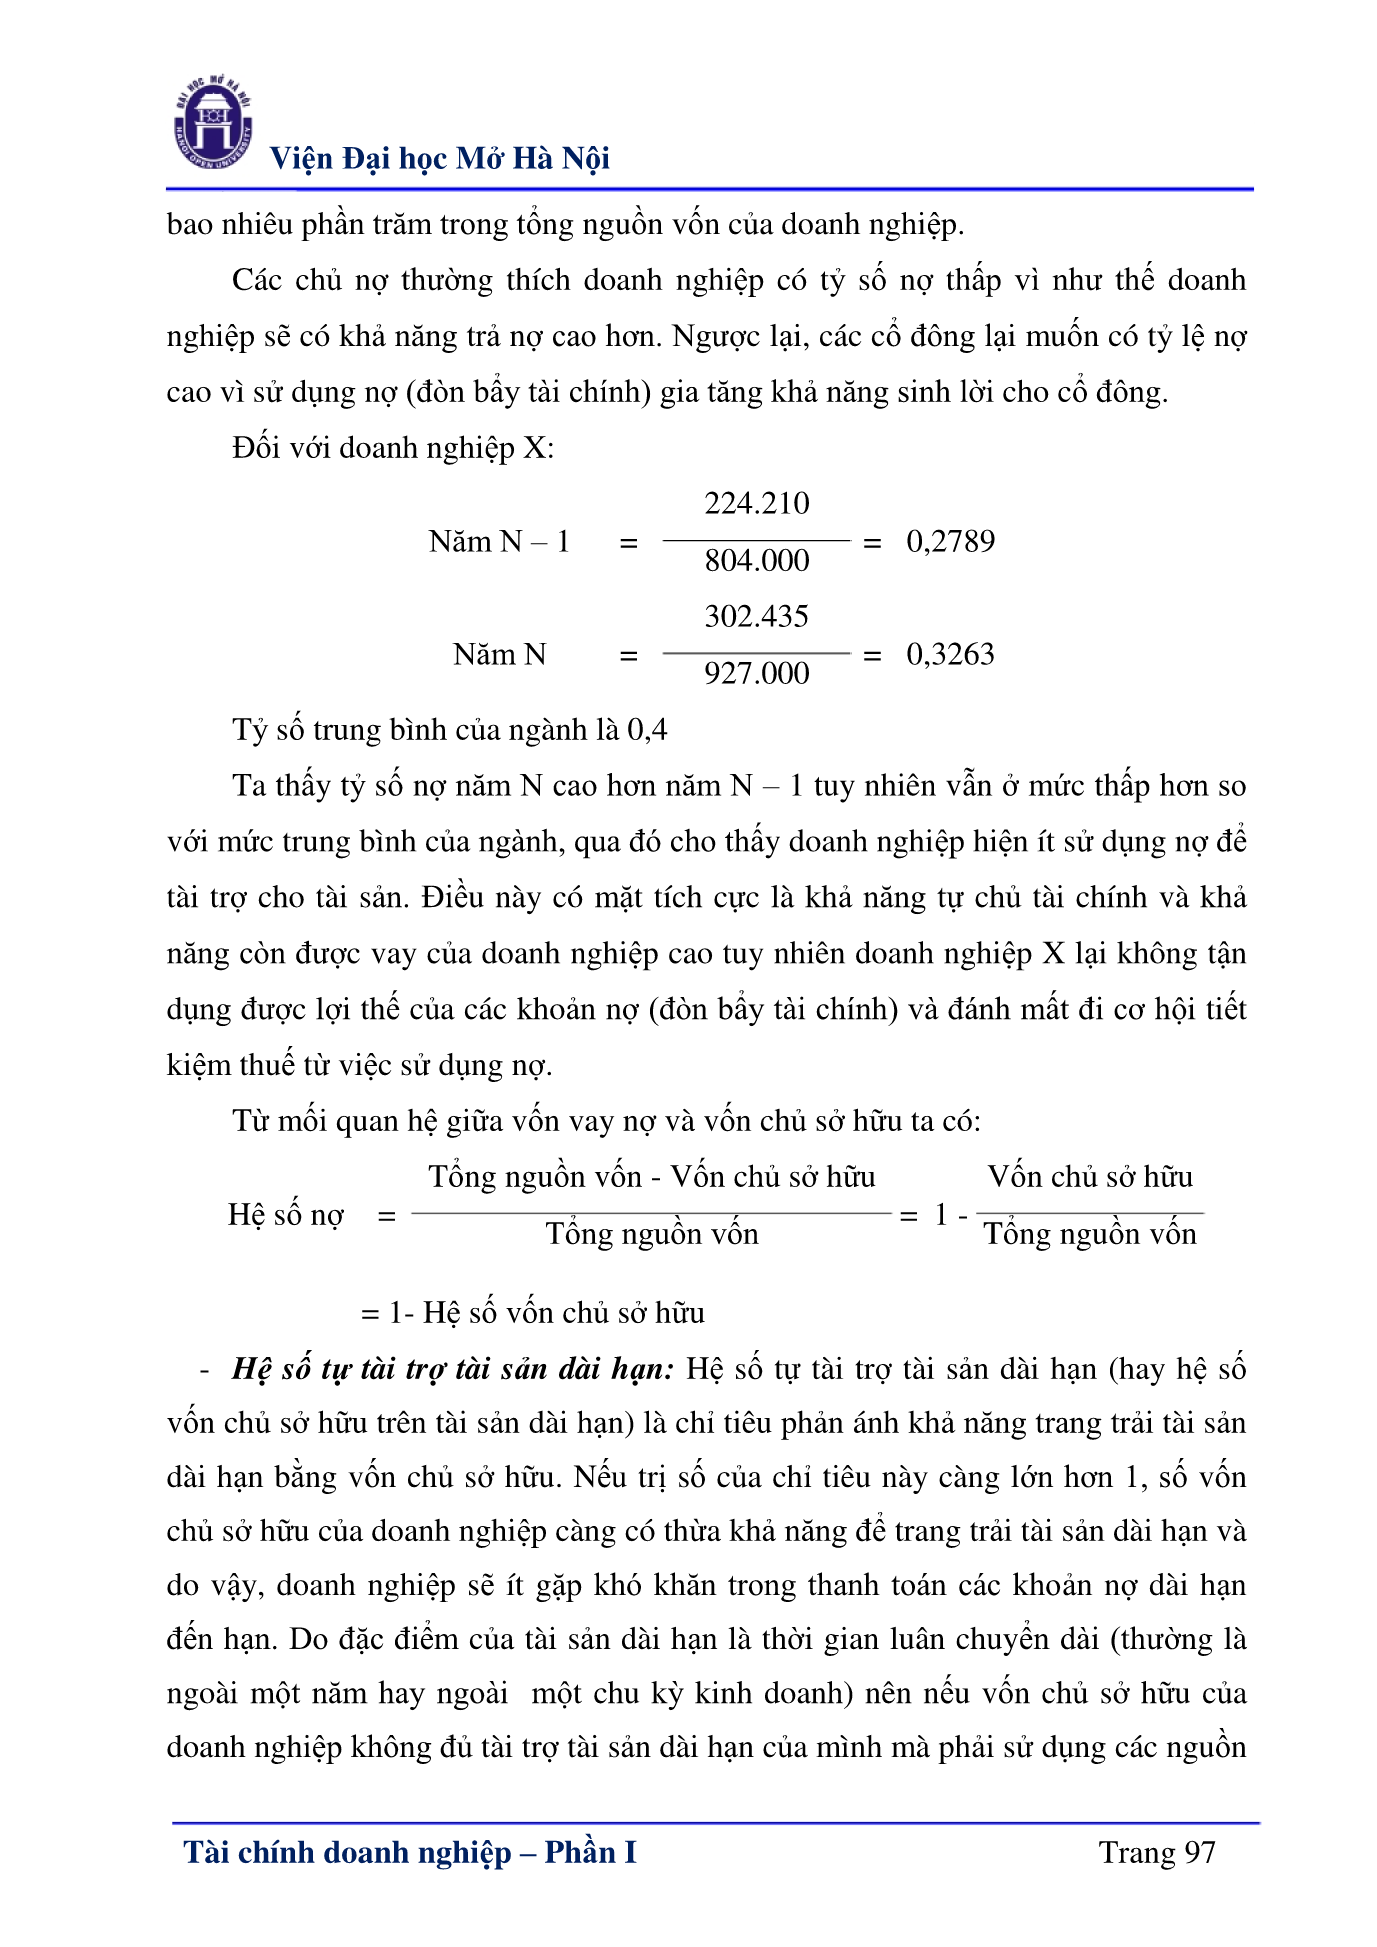 ĐẠI HỌC MỞ HÀ NỘI
HANOI OPEN UNIVERSITY
Viện Đại học Mở Hà Nội
bao nhiêu phần trăm trong tổng nguồn vốn của doanh nghiệp.
Các chủ nợ thường thích doanh nghiệp có tỷ số nợ thấp vì như thế doanh
nghiệp sẽ có khả năng trả nợ cao hơn. Ngược lại, các cổ đông lại muốn có tỷ lệ nợ
cao vì sử dụng nợ (đòn bẩy tài chính) gia tăng khả năng sinh lời cho cổ đông.
Đối với doanh nghiệp X:
224.210
Năm N – 1 = = 0,2789
804.000
302.435
Năm N = = 0,3263
927.000
Tỷ số trung bình của ngành là 0,4
Ta thấy tỷ số nợ năm N cao hơn năm N – 1 tuy nhiên vẫn ở mức thấp hơn so
với mức trung bình của ngành, qua đó cho thấy doanh nghiệp hiện ít sử dụng nợ để
tài trợ cho tài sản. Điều này có mặt tích cực là khả năng tự chủ tài chính và khả
năng còn được vay của doanh nghiệp cao tuy nhiên doanh nghiệp X lại không tận
dụng được lợi thế của các khoản nợ (đòn bẩy tài chính) và đánh mất đi cơ hội tiết
kiệm thuế từ việc sử dụng nợ.
Từ mối quan hệ giữa vốn vay nợ và vốn chủ sở hữu ta có:
Tổng nguồn vốn - Vốn chủ sở hữu Vốn chủ sở hữu
Hệ số nợ = = 1 -
Tổng nguồn vốn Tổng nguồn vốn
= 1- Hệ số vốn chủ sở hữu
- Hệ số tự tài trợ tài sản dài hạn: Hệ số tự tài trợ tài sản dài hạn (hay hệ số
vốn chủ sở hữu trên tài sản dài hạn) là chỉ tiêu phản ánh khả năng trang trải tài sản
dài hạn bằng vốn chủ sở hữu. Nếu trị số của chỉ tiêu này càng lớn hơn 1, số vốn
chủ sở hữu của doanh nghiệp càng có thừa khả năng để trang trải tài sản dài hạn và
do vậy, doanh nghiệp sẽ ít gặp khó khăn trong thanh toán các khoản nợ dài hạn
đến hạn. Do đặc điểm của tài sản dài hạn là thời gian luân chuyển dài (thường là
ngoài một năm hay ngoài một chu kỳ kinh doanh) nên nếu vốn chủ sở hữu của
doanh nghiệp không đủ tài trợ tài sản dài hạn của mình mà phải sử dụng các nguồn
Tài chính doanh nghiệp – Phần I Trang 97